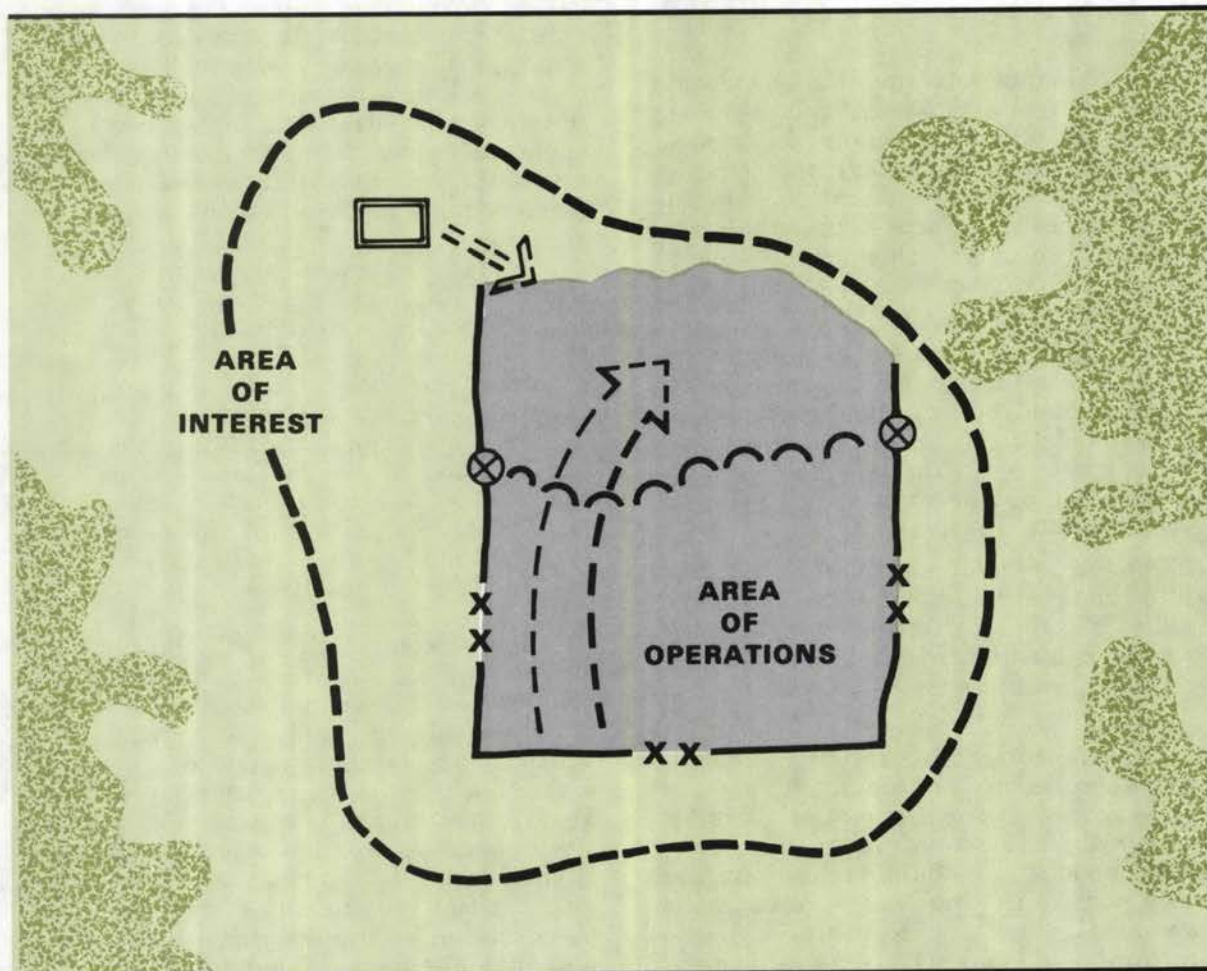 AREA
OF
INTEREST
AREA
OF
OPERATIONS
X
X
X
X
X X